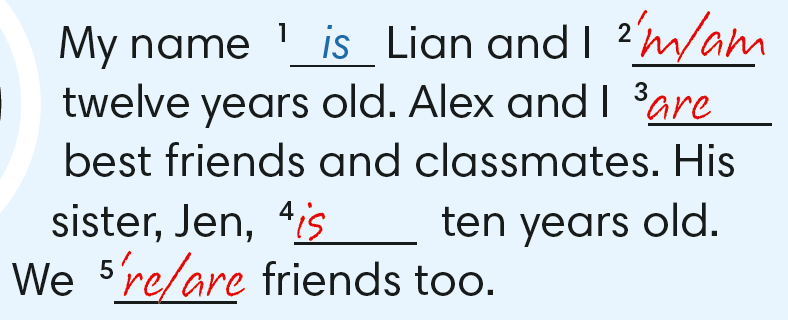 My name 1 is Lian and I 2 'm/am
twelve years old. Alex and I 3 are
best friends and classmates. His
sister, Jen, 4 is ten years old.
We 5 're/are friends too.